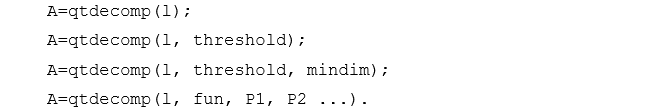 A=qtdecomp(l);
A=qtdecomp(l, threshold);
A=qtdecomp(l, threshold, mindim);
A=qtdecomp(l, fun, P1, P2 ...).